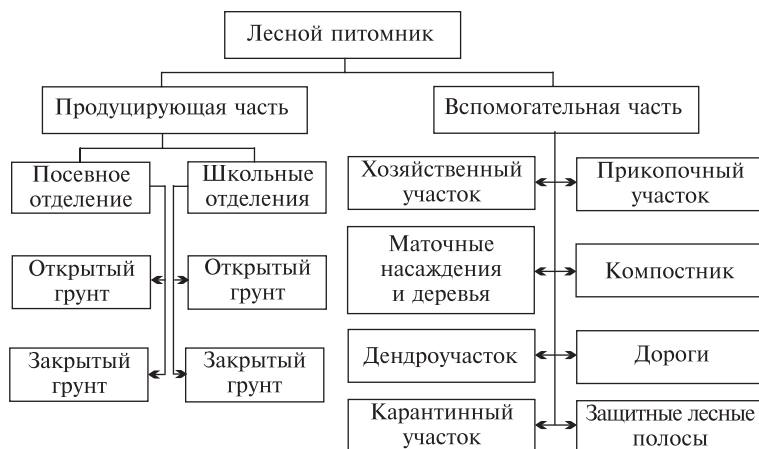 Лесной питомник
Продуцирующая часть
Вспомогательная часть
Посевное
отделение
Школьные
отделения
Открытый
грунт
Открытый
грунт
Закрытый
грунт
Закрытый
грунт
Хозяйственный
участок
Прикопочный
участок
Маточные
насаждения
и деревья
Компостник
Дендроучасток
Дороги
Карантинный
участок
Защитные лесные
полосы